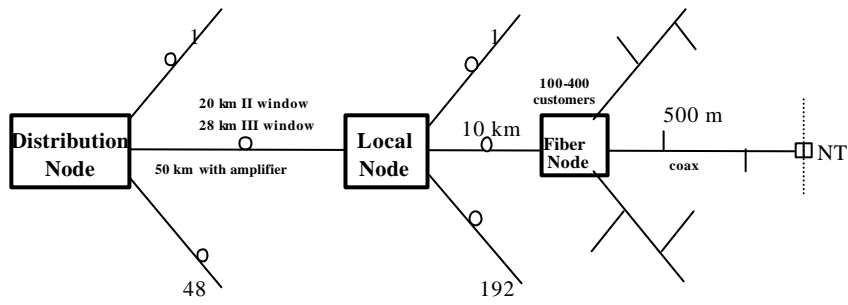 1
1
20 km II window
28 km III window
100-400
customers
Distribution
Node
50 km with amplifier
Local
Node
10 km
Fiber
Node
500 m
coax
NT
48
192